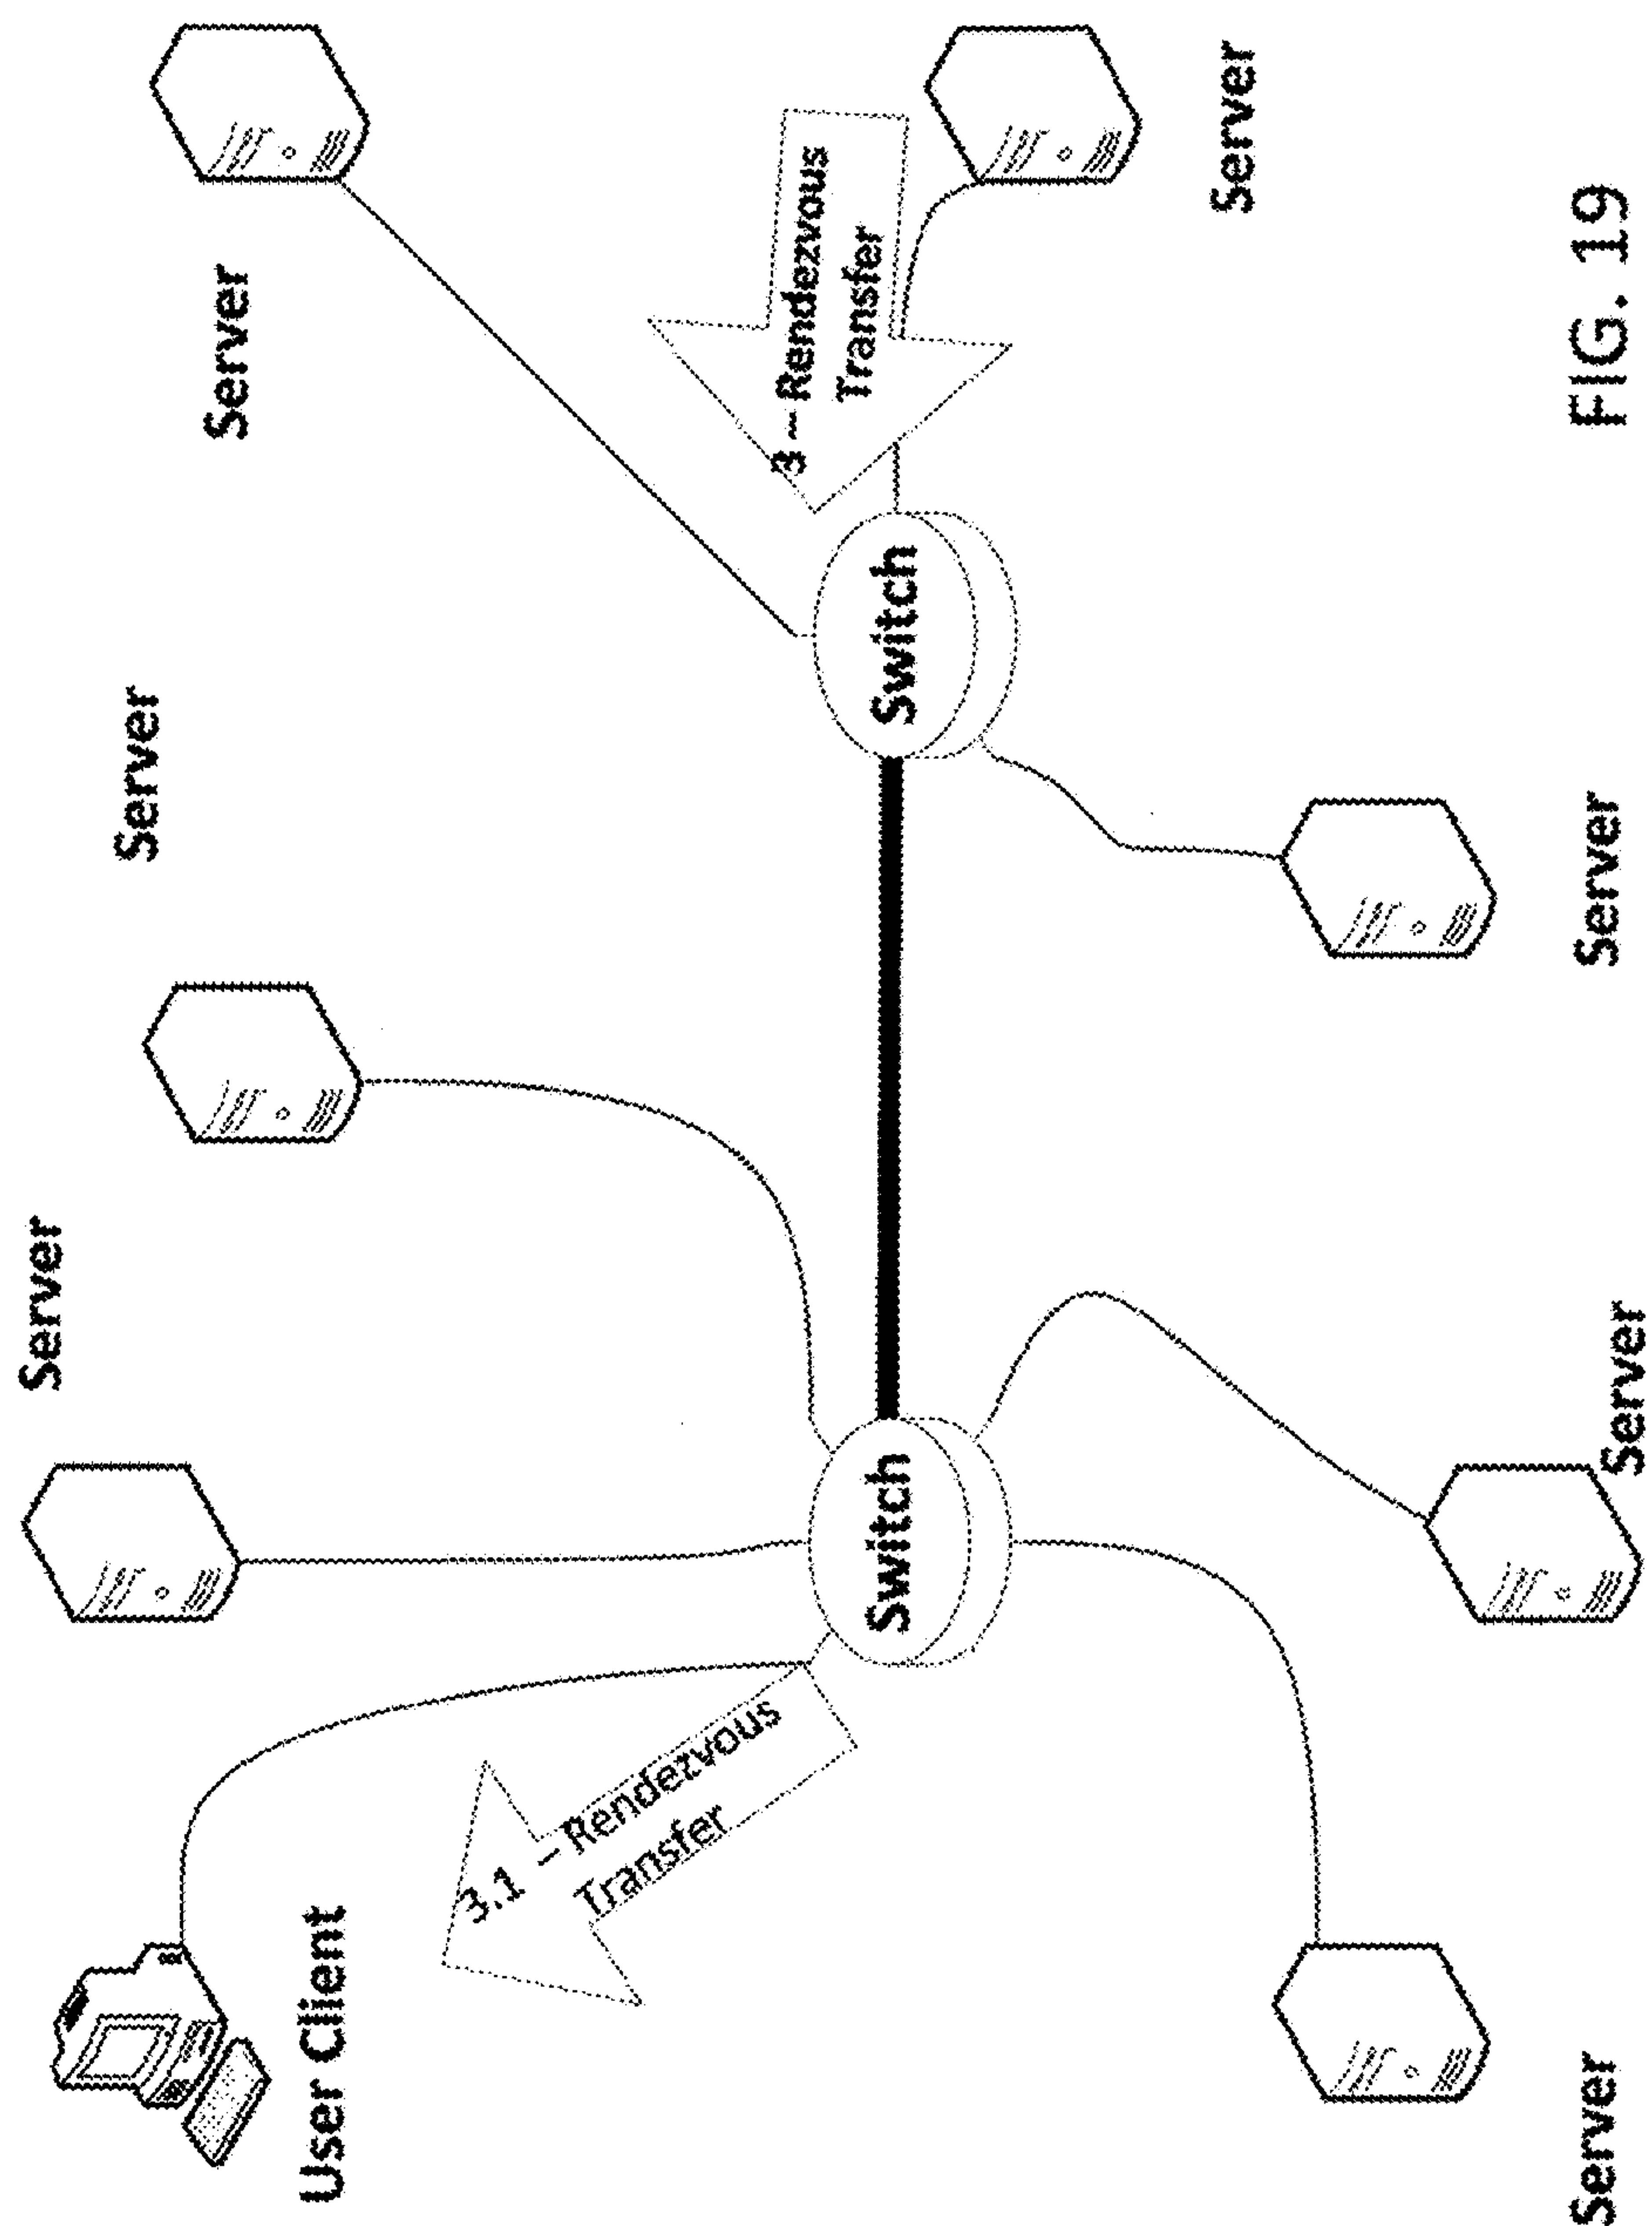 Server
Server
Server
User Client
3.1 – Rendezvous
Transfer
3 – Rendezvous
Transfer
Switch
Switch
Server
Server
Server
Server
FIG. 19